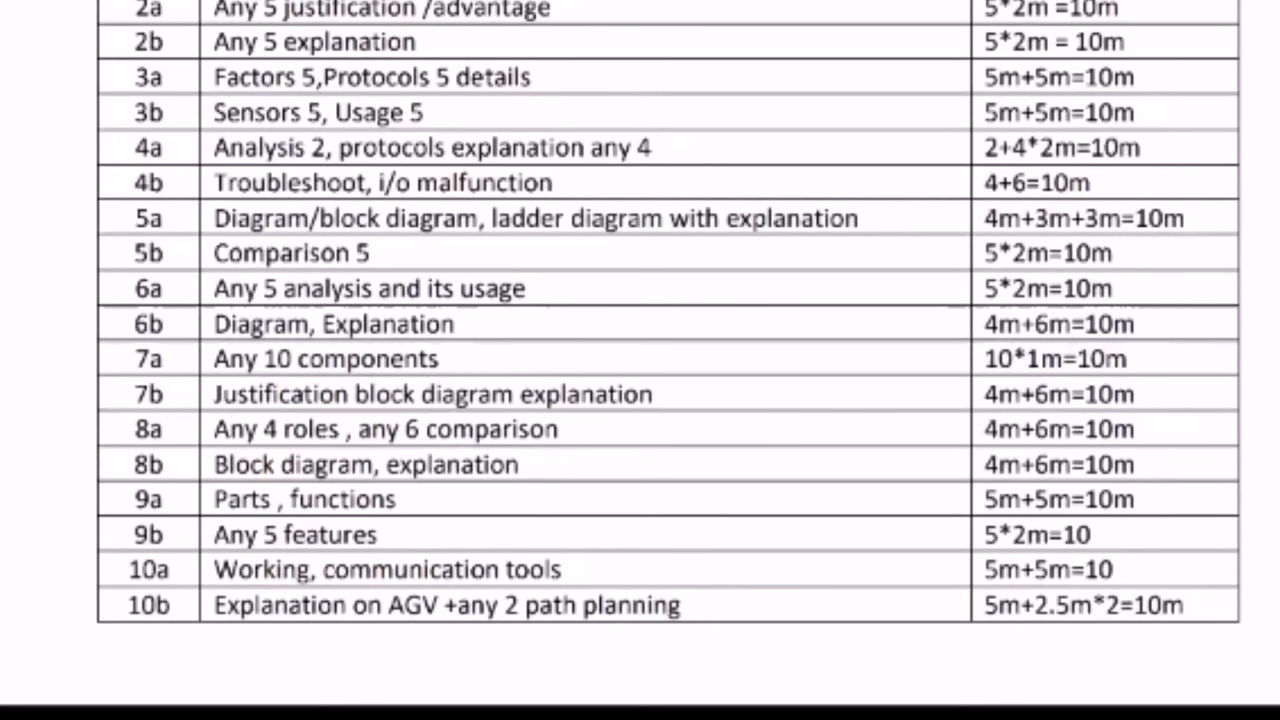 2a Any 5 justification /advantage 5*2m =10m
2b Any 5 explanation 5*2m = 10m
3a Factors 5,Protocols 5 details 5m+5m=10m
3b Sensors 5, Usage 5 5m+5m=10m
4a Analysis 2, protocols explanation any 4 2+4*2m=10m
4b Troubleshoot, i/o malfunction 4+6=10m
5a Diagram/block diagram, ladder diagram with explanation 4m+3m+3m=10m
5b Comparison 5 5*2m=10m
6a Any 5 analysis and its usage 5*2m=10m
6b Diagram, Explanation 4m+6m=10m
7a Any 10 components 10*1m=10m
7b Justification block diagram explanation 4m+6m=10m
8a Any 4 roles , any 6 comparison 4m+6m=10m
8b Block diagram, explanation 4m+6m=10m
9a Parts , functions 5m+5m=10m
9b Any 5 features 5*2m=10
10a Working, communication tools 5m+5m=10
10b Explanation on AGV +any 2 path planning 5m+2.5m*2=10m